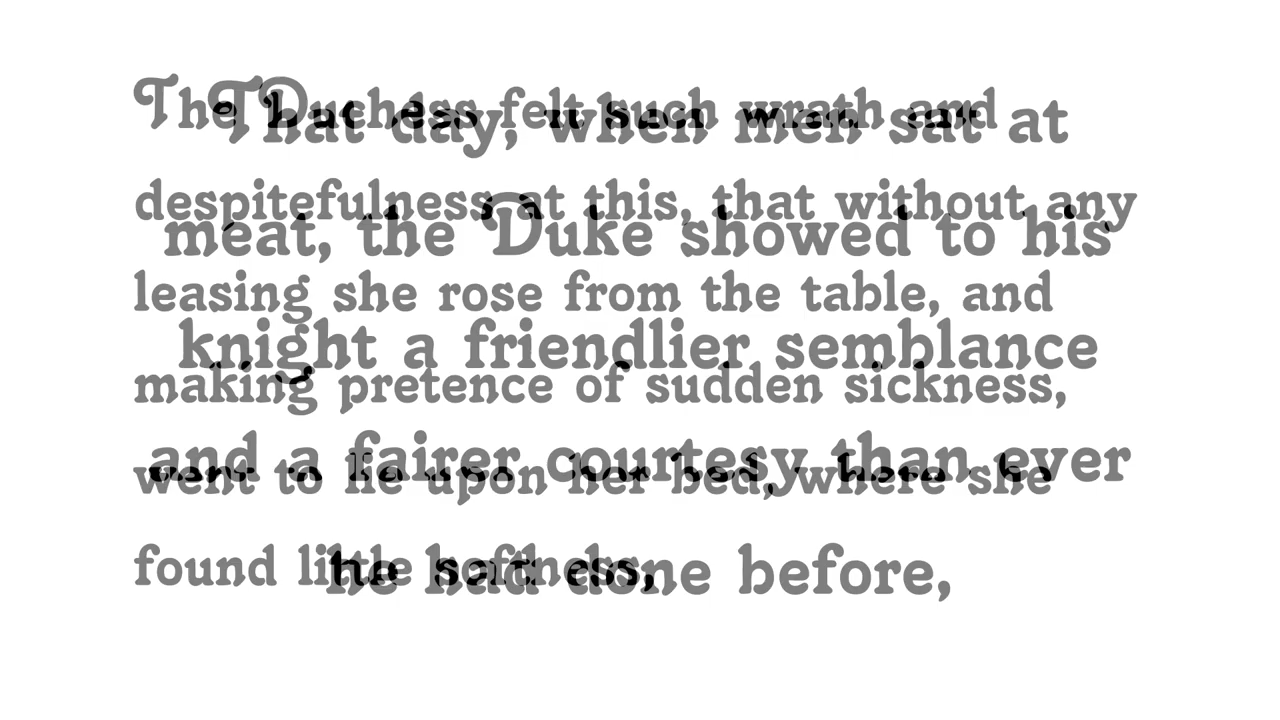 That day, when men sat at
meat, the Duke showed to his
knight a friendlier semblance
and a fairer courtesy than ever
he had done before,
The Duchess felt such wrath and
despitefulness at this, that without any
leasing she rose from the table, and
making pretence of sudden sickness,
went to lie upon her bed, where she
found little softness,